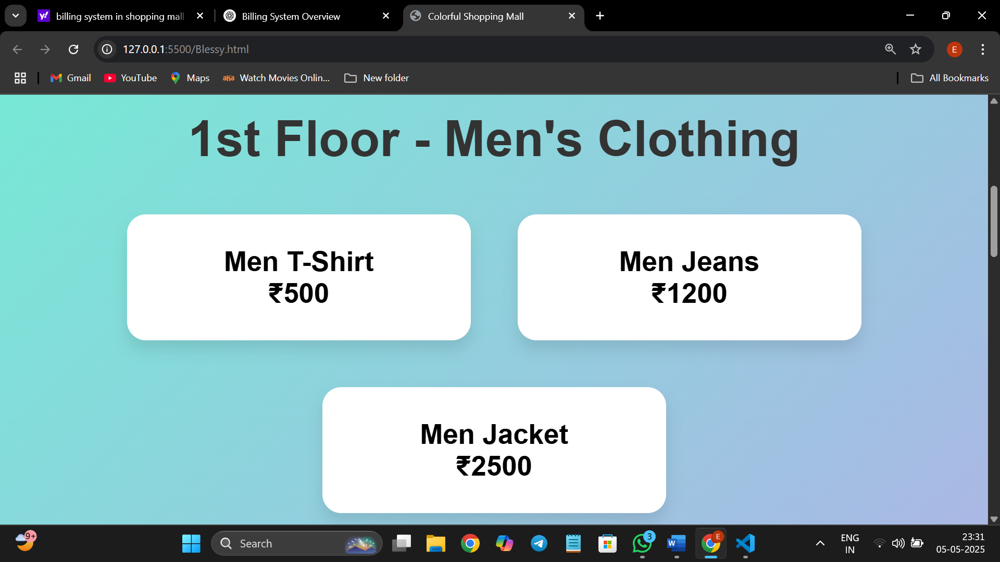 billing system in shopping mall
Billing System Overview
Colorful Shopping Mall
127.0.0.1:5500/Blessy.html
E
Gmail
YouTube
Maps
aha
Watch Movies Onlin...
New folder
All Bookmarks
1st Floor - Men's Clothing
Men T-Shirt
₹500
Men Jeans
₹1200
Men Jacket
₹2500
9+
Search
3
W
E
ENG
IN
23:31
05-05-2025